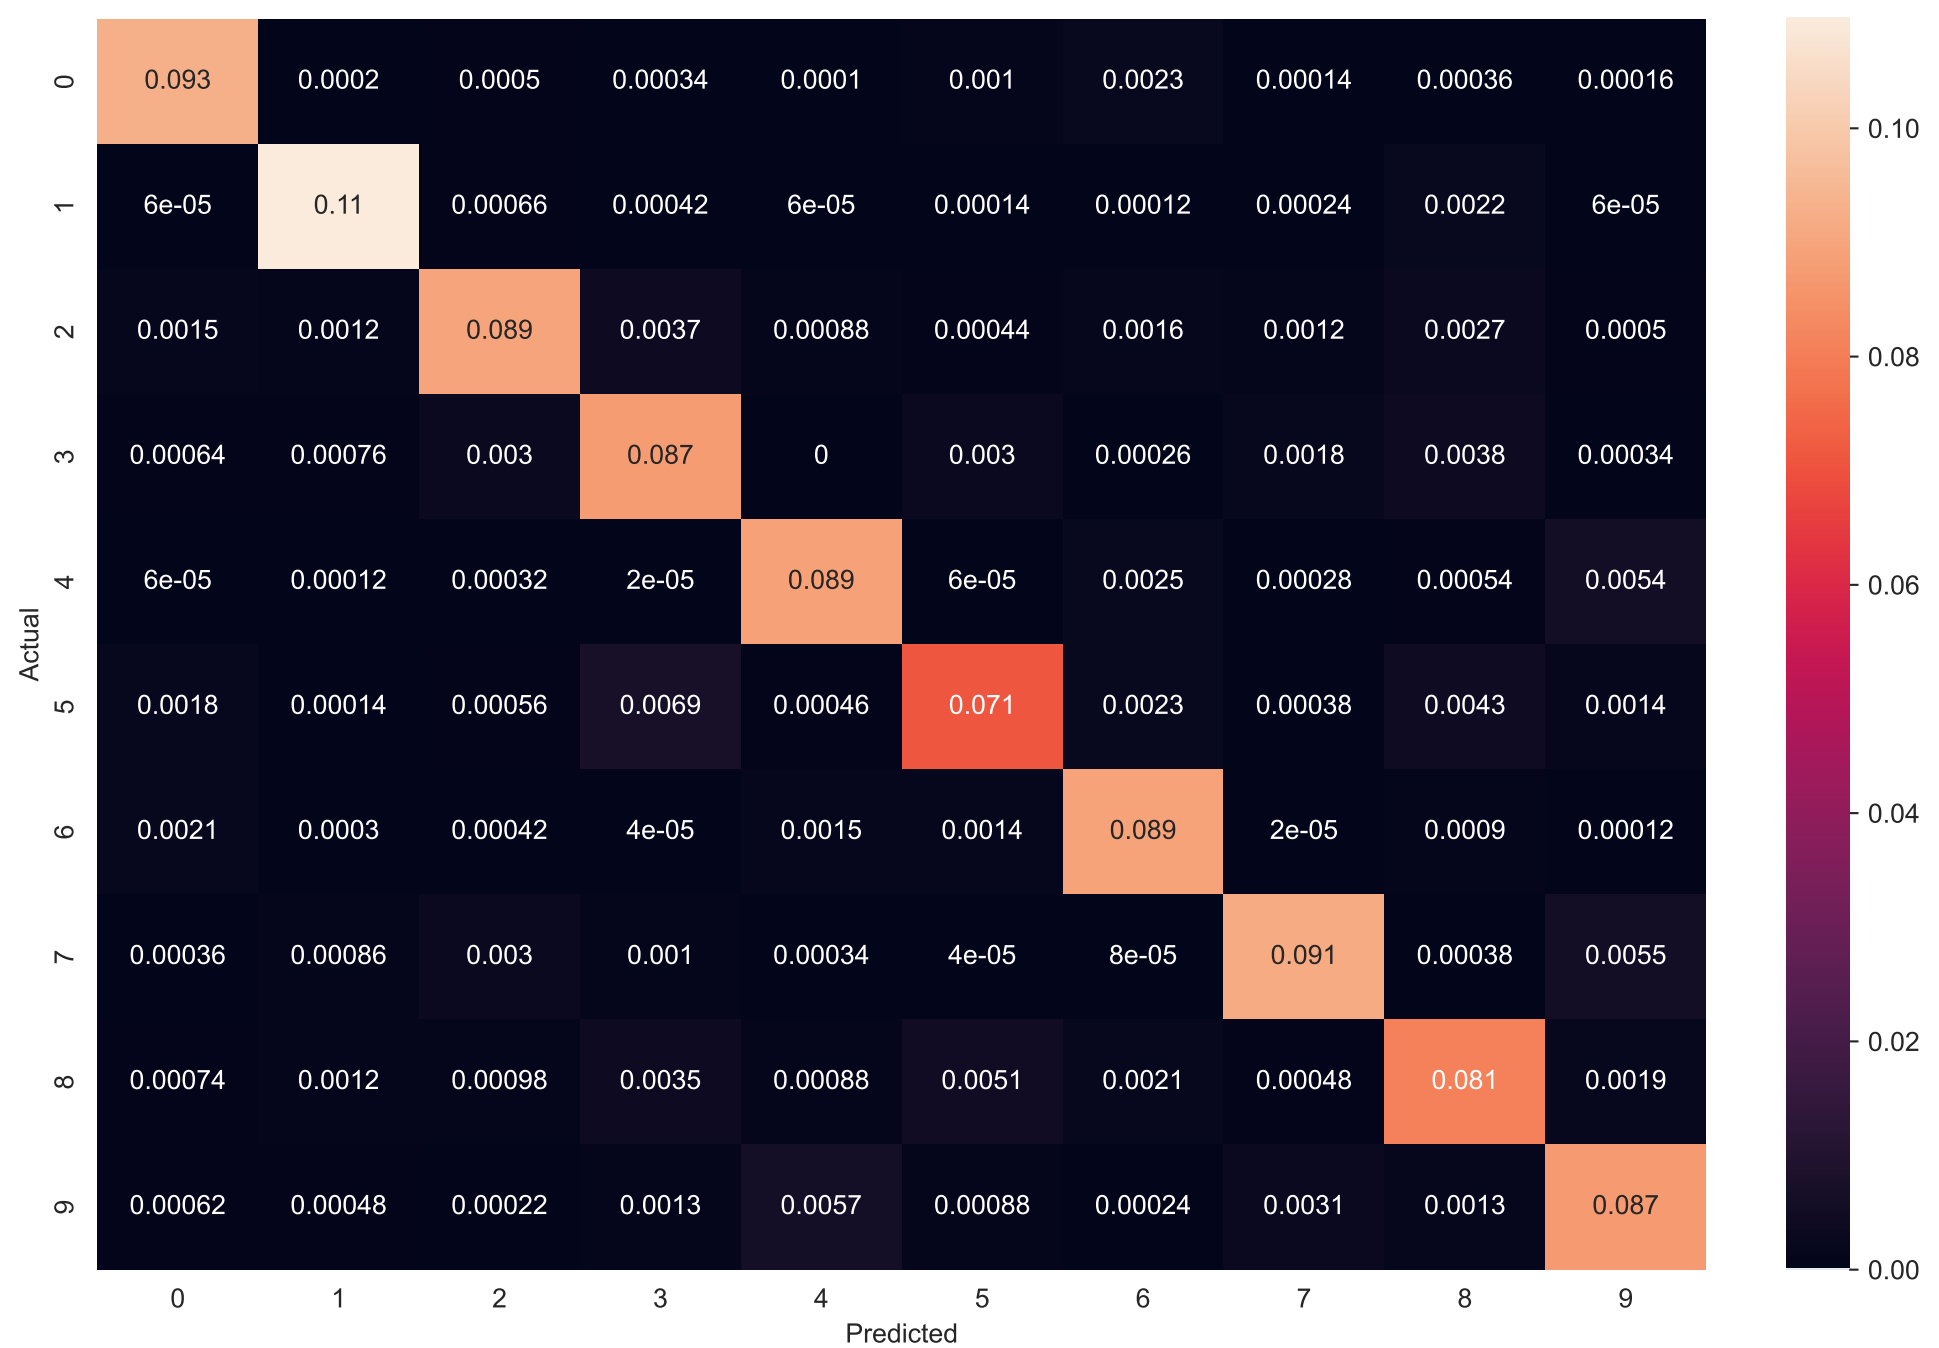 0 0.093 0.0002 0.0005 0.00034 0.0001 0.001 0.0023 0.00014 0.00036 0.00016
1 6e-05 0.11 0.00066 0.00042 6e-05 0.00014 0.00012 0.00024 0.0022 6e-05
2 0.0015 0.0012 0.089 0.0037 0.00088 0.00044 0.0016 0.0012 0.0027 0.0005
3 0.00064 0.00076 0.003 0.087 0 0.003 0.00026 0.0018 0.0038 0.00034
4 6e-05 0.00012 0.00032 2e-05 0.089 6e-05 0.0025 0.00028 0.00054 0.0054
5 0.0018 0.00014 0.00056 0.0069 0.00046 0.071 0.0023 0.00038 0.0043 0.0014
6 0.0021 0.0003 0.00042 4e-05 0.0015 0.0014 0.089 2e-05 0.0009 0.00012
7 0.00036 0.00086 0.003 0.001 0.00034 4e-05 8e-05 0.091 0.00038 0.0055
8 0.00074 0.0012 0.00098 0.0035 0.00088 0.0051 0.0021 0.00048 0.081 0.0019
9 0.00062 0.00048 0.00022 0.0013 0.0057 0.00088 0.00024 0.0031 0.0013 0.087
0 1 2 3 4 5 6 7 8 9
Predicted
Actual
0.10
0.08
0.06
0.04
0.02
0.00